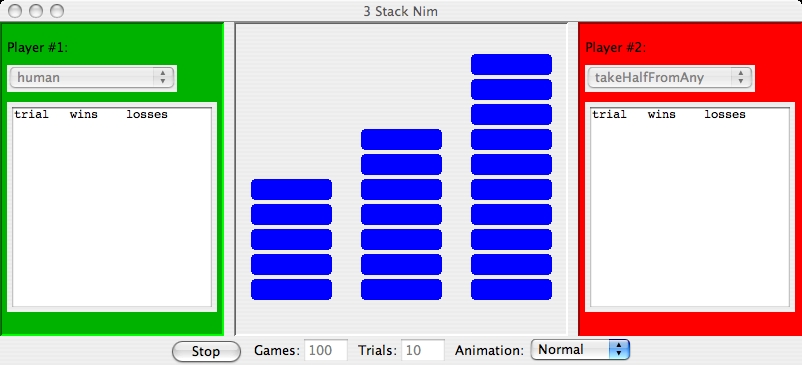 3 Stack Nim
Player #1:
human
trial wins losses
Player #2:
takeHalfFromAny
trial wins losses
Stop Games: 100 Trials: 10 Animation: Normal